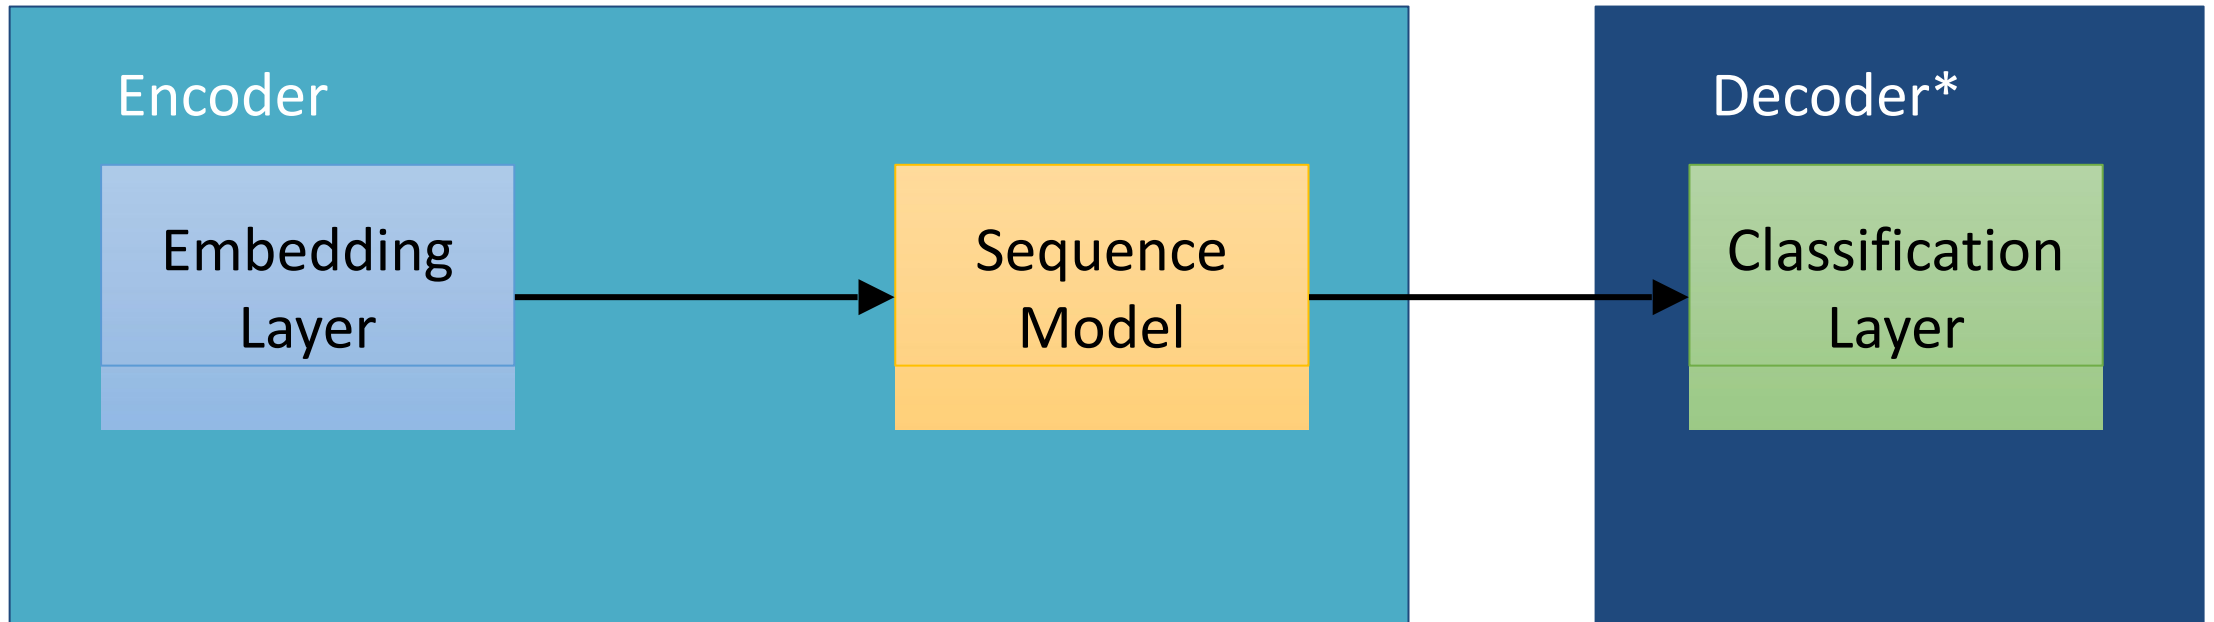 Encoder
Decoder*
Embedding
Layer
Sequence
Model
Classification
Layer